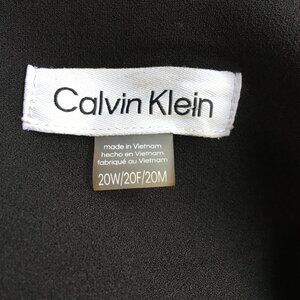 Calvin Klein
made in Vietnam
hecho en Vietnam
fabriqué au Vietnam
20W/20F/20M